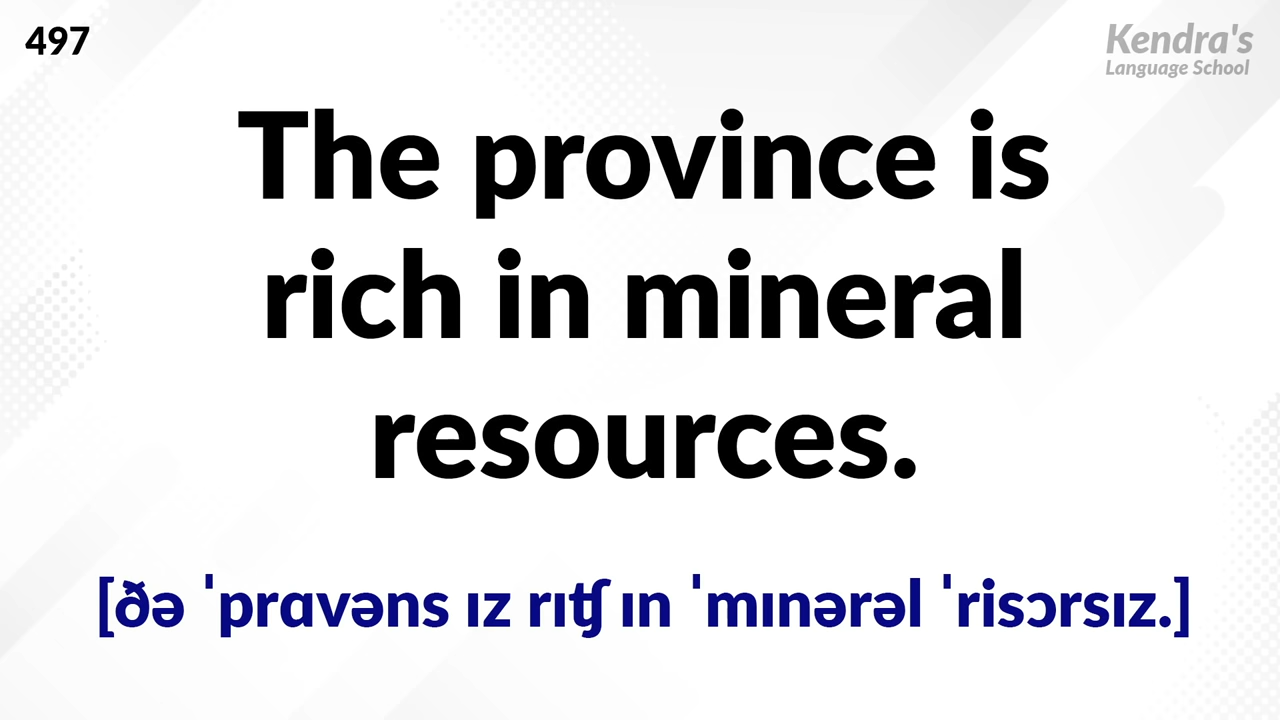 497
Kendra's
Language School
The province is
rich in mineral
resources.
[ðə ˈprɑvəns ɪz rɪʧ ɪn ˈmɪnərəl ˈrisɔrsɪz.]